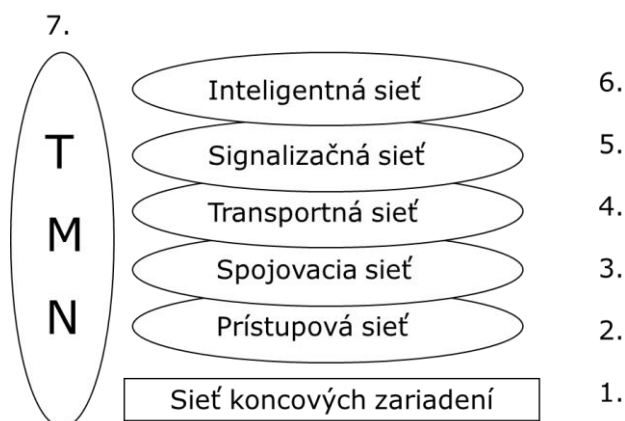 7.
T
M
N
Inteligentná sieť 6.
Signalizačná sieť 5.
Transportná sieť 4.
Spojovacia sieť 3.
Prístupová sieť 2.
Sieť koncových zariadení 1.